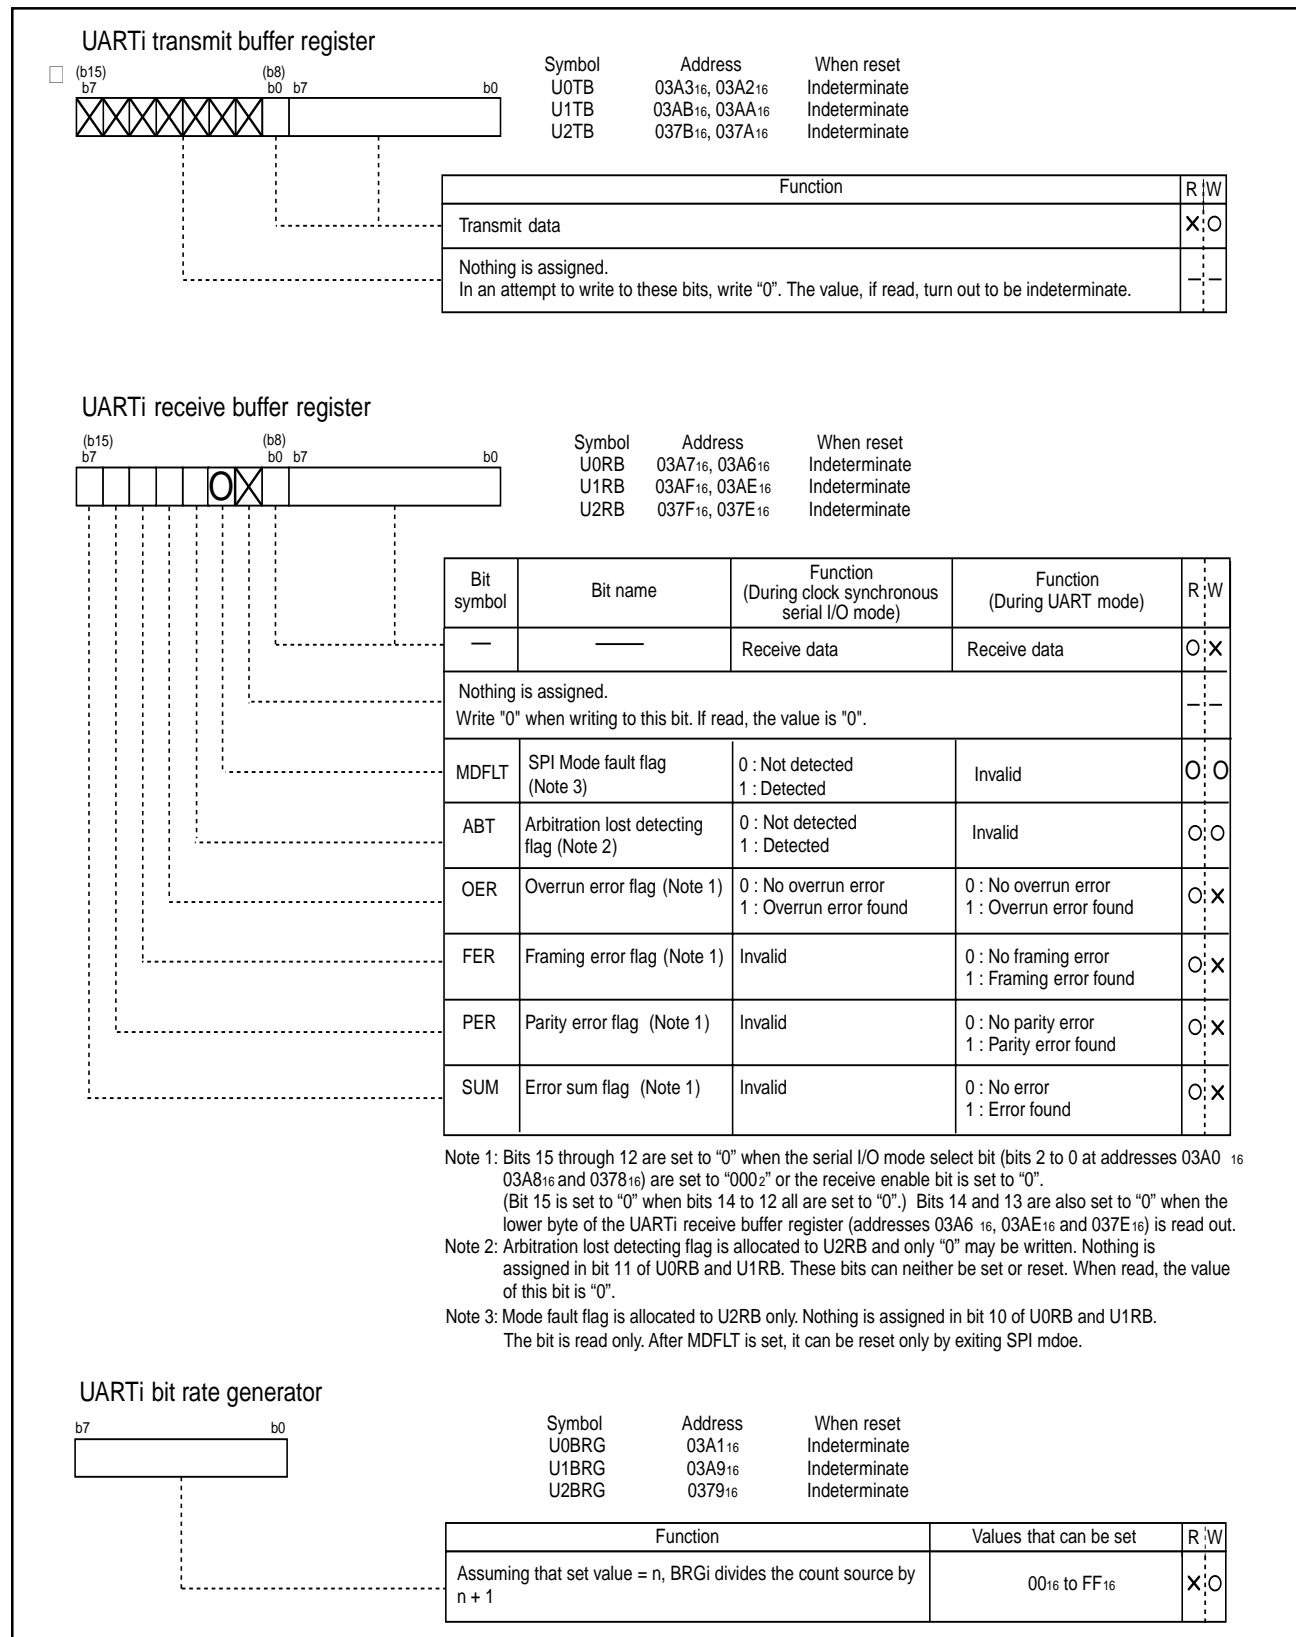 UARTi transmit buffer register
(b15) (b8)
b7 b0 b7 b0
Symbol Address When reset
U0TB 03A316, 03A216 Indeterminate
U1TB 03AB16, 03AA16 Indeterminate
U2TB 037B16, 037A16 Indeterminate
Function R W
Transmit data X O
Nothing is assigned.
In an attempt to write to these bits, write “0”. The value, if read, turn out to be indeterminate. – –
UARTi receive buffer register
(b15) (b8)
b7 b0 b7 b0
O
Symbol Address When reset
U0RB 03A716, 03A616 Indeterminate
U1RB 03AF16, 03AE16 Indeterminate
U2RB 037F16, 037E16 Indeterminate
Bit symbol Bit name Function (During clock synchronous serial I/O mode) Function (During UART mode) R W
— — Receive data Receive data O X
Nothing is assigned.
Write "0" when writing to this bit. If read, the value is "0". – –
MDFLT SPI Mode fault flag (Note 3) 0 : Not detected 1 : Detected Invalid O O
ABT Arbitration lost detecting flag (Note 2) 0 : Not detected 1 : Detected Invalid O O
OER Overrun error flag (Note 1) 0 : No overrun error 1 : Overrun error found 0 : No overrun error 1 : Overrun error found O X
FER Framing error flag (Note 1) Invalid 0 : No framing error 1 : Framing error found O X
PER Parity error flag (Note 1) Invalid 0 : No parity error 1 : Parity error found O X
SUM Error sum flag (Note 1) Invalid 0 : No error 1 : Error found O X
Note 1: Bits 15 through 12 are set to “0” when the serial I/O mode select bit (bits 2 to 0 at addresses 03A0 16
03A816 and 037816) are set to “0002” or the receive enable bit is set to “0”.
(Bit 15 is set to “0” when bits 14 to 12 all are set to “0”.) Bits 14 and 13 are also set to “0” when the
lower byte of the UARTi receive buffer register (addresses 03A6 16, 03AE16 and 037E16) is read out.
Note 2: Arbitration lost detecting flag is allocated to U2RB and only “0” may be written. Nothing is
assigned in bit 11 of U0RB and U1RB. These bits can neither be set or reset. When read, the value
of this bit is “0”.
Note 3: Mode fault flag is allocated to U2RB only. Nothing is assigned in bit 10 of U0RB and U1RB.
The bit is read only. After MDFLT is set, it can be reset only by exiting SPI mdoe.
UARTi bit rate generator
b7 b0
Symbol Address When reset
U0BRG 03A116 Indeterminate
U1BRG 03A916 Indeterminate
U2BRG 037916 Indeterminate
Function Values that can be set R W
Assuming that set value = n, BRGi divides the count source by
n + 1 0016 to FF16 X O